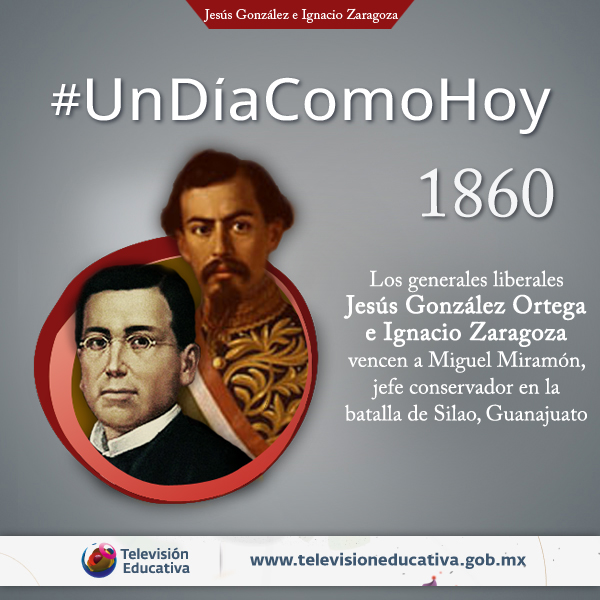 Jesús González e Ignacio Zaragoza
#UnDíaComoHoy
1860
Los generales liberales
Jesús González Ortega
e Ignacio Zaragoza
vencen a Miguel Miramón,
jefe conservador en la
batalla de Silao, Guanajuato
Televisión
Educativa
www.televisioneducativa.gob.mx